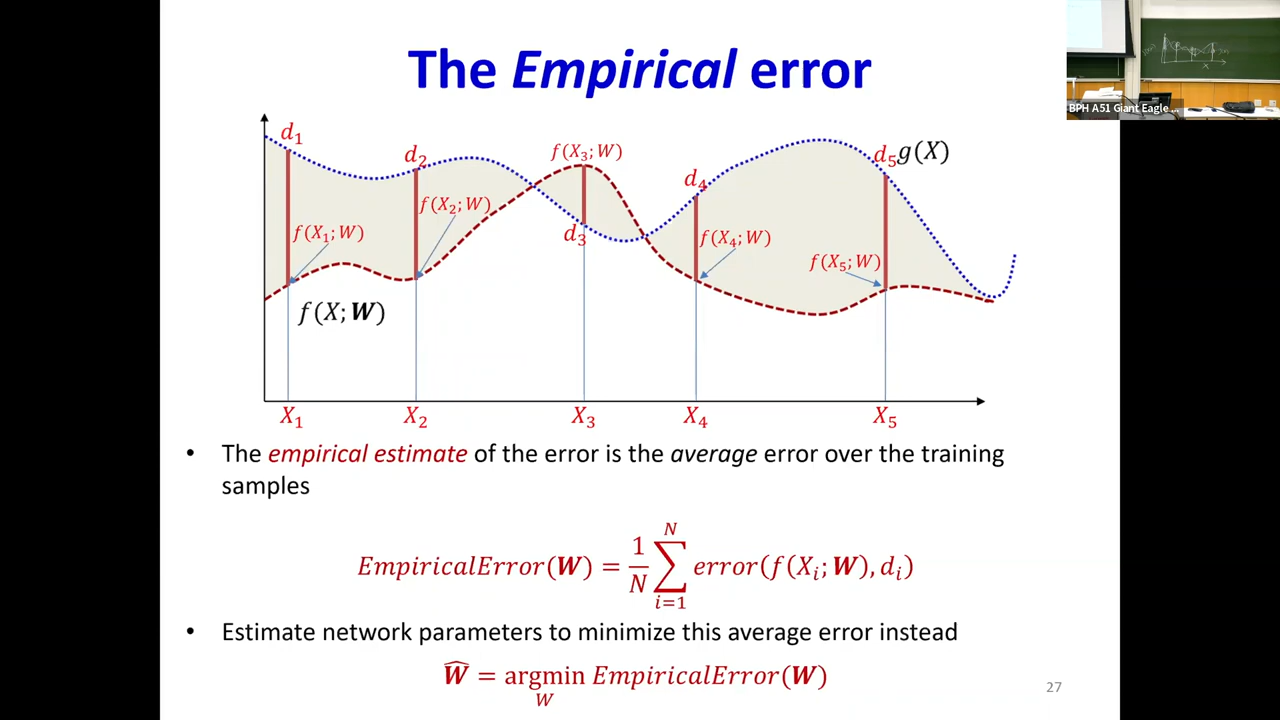 The Empirical error
BPH A51 Giant Eagle ...
d₁
d₂
f(X₃;W)
d₄
d₅
g(X)
f(X₁;W)
f(X₂;W)
d₃
f(X₄;W)
f(X₅;W)
f(X;W)
X₁ X₂ X₃ X₄ X₅
• The empirical estimate of the error is the average error over the training
samples
EmpiricalError(W) = 1/N ∑_{i=1}^{N} error(f(Xᵢ;W), dᵢ)
• Estimate network parameters to minimize this average error instead
Ŵ = argmin_W EmpiricalError(W)
27